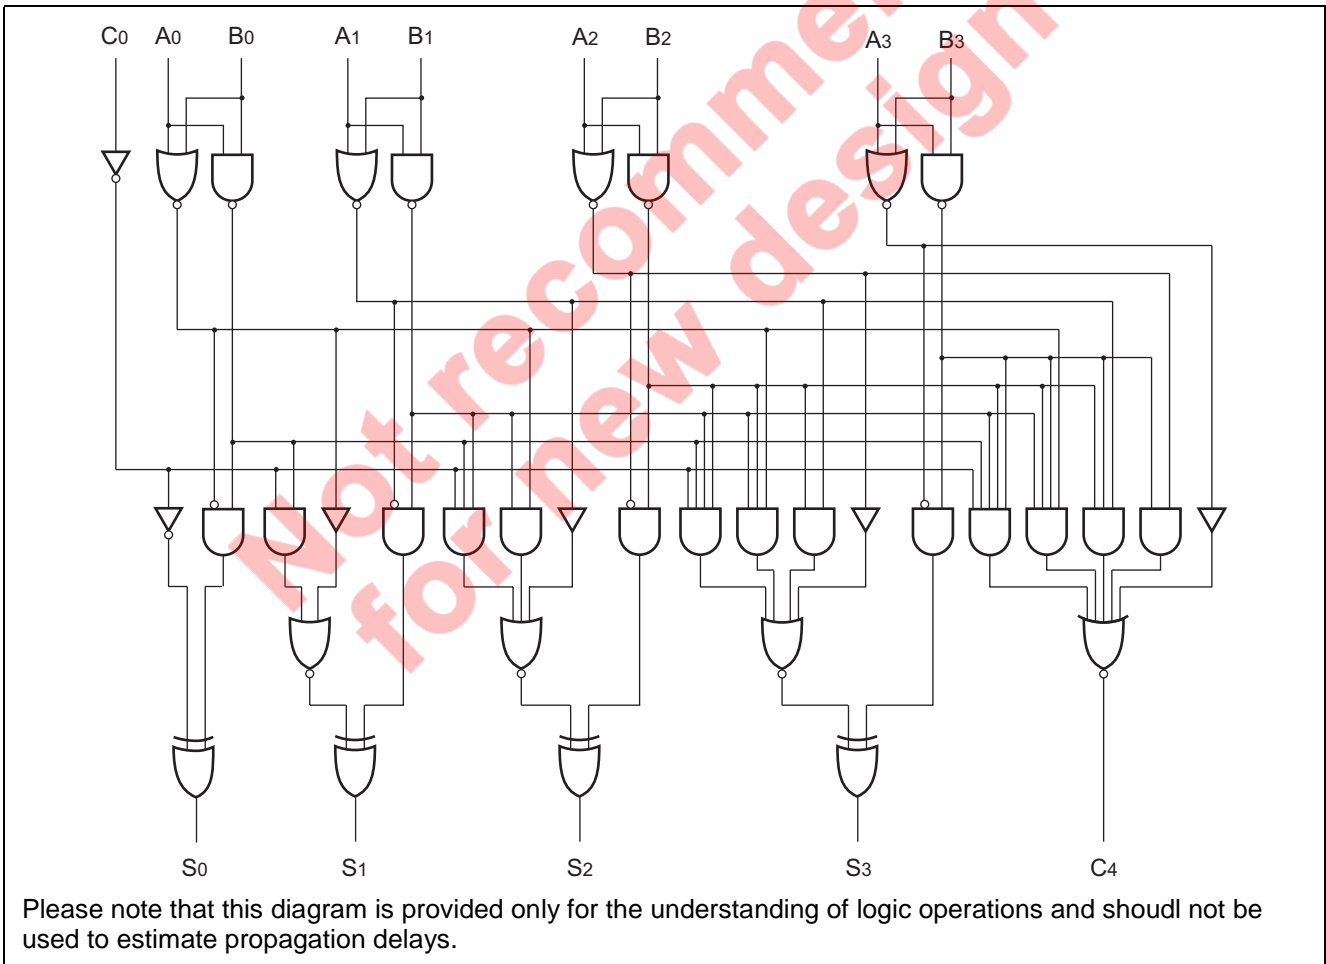 C0 A0 B0 A1 B1 A2 B2 A3 B3
Not recomme
for new design
S0 S1 S2 S3 C4
Please note that this diagram is provided only for the understanding of logic operations and shoudl not be
used to estimate propagation delays.